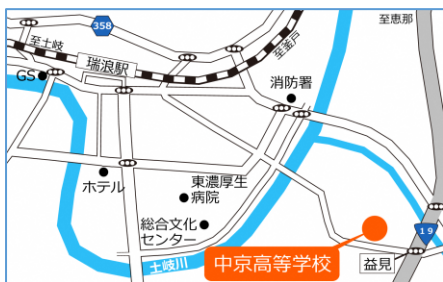 358
至恵那
至土岐
瑞浪駅
至釜戸
GS
消防署
ホテル
東濃厚生
病院
総合文化
センター
19
土岐川
中京高等学校
益見